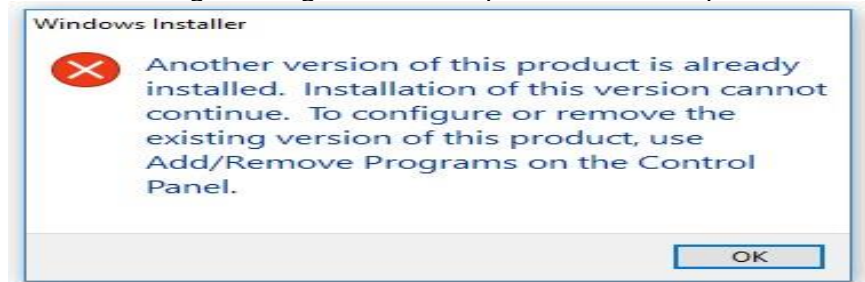 Windows Installer
Another version of this product is already
installed. Installation of this version cannot
continue. To configure or remove the
existing version of this product, use
Add/Remove Programs on the Control
Panel.
OK